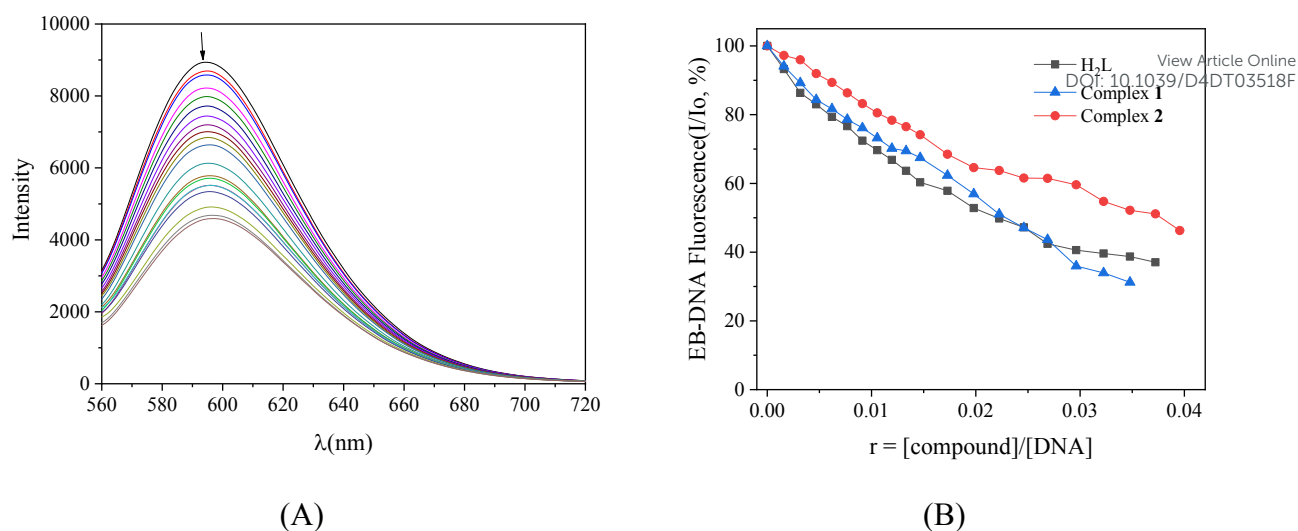 10000
8000
6000
4000
2000
0
Intensity
560 580 600 620 640 660 680 700 720
λ(nm)
(A)
100
80
60
40
20
0
EB-DNA Fluorescence(I/Io, %)
H₂L
Complex 1
Complex 2
View Article Online
DOI: 10.1039/D4DT03518F
0.00 0.01 0.02 0.03 0.04
r = [compound]/[DNA]
(B)